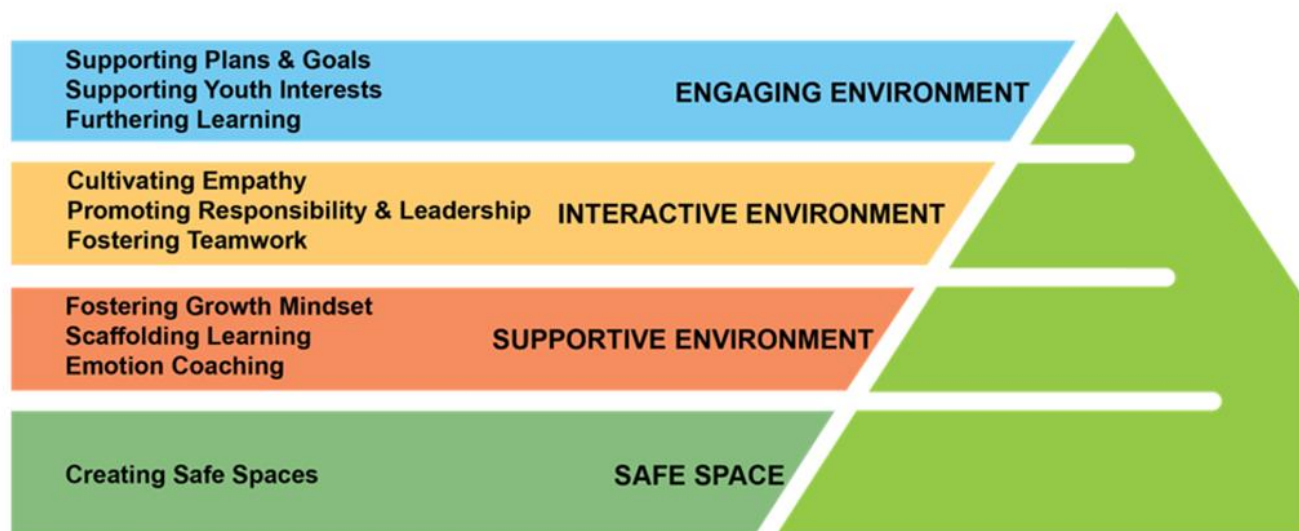 Supporting Plans & Goals
Supporting Youth Interests
Furthering Learning
ENGAGING ENVIRONMENT
Cultivating Empathy
Promoting Responsibility & Leadership
Fostering Teamwork
INTERACTIVE ENVIRONMENT
Fostering Growth Mindset
Scaffolding Learning
Emotion Coaching
SUPPORTIVE ENVIRONMENT
Creating Safe Spaces
SAFE SPACE